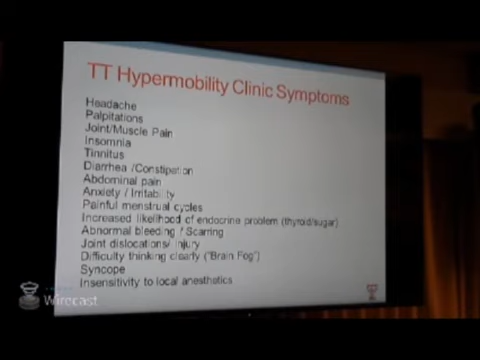 TT Hypermobility Clinic Symptoms
Headache
Palpitations
Joint/Muscle Pain
Insomnia
Tinnitus
Diarrhea /Constipation
Abdominal pain
Anxiety / Irritability
Painful menstrual cycles
Increased likelihood of endocrine problem (thyroid/sugar)
Abnormal bleeding / Scarring
Joint dislocations/ Injury
Difficulty thinking clearly ("Brain Fog")
Syncope
Insensitivity to local anesthetics
Wirecast